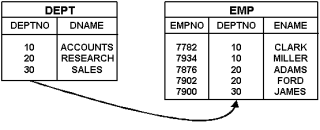 DEPT
DEPTNO DNAME
10 ACCOUNTS
20 RESEARCH
30 SALES
EMP
EMPNO DEPTNO ENAME
7782 10 CLARK
7934 10 MILLER
7876 20 ADAMS
7902 20 FORD
7900 30 JAMES